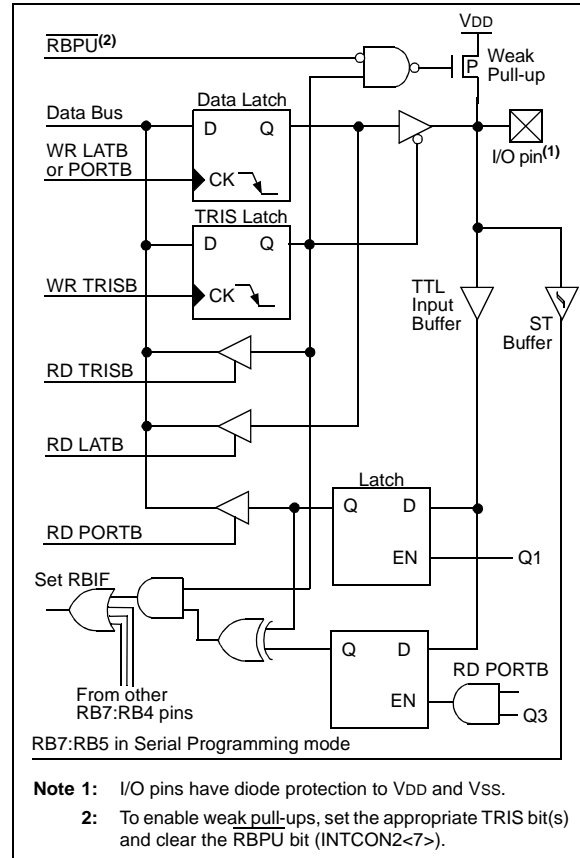 VDD
RBPU(2)
P
Weak
Pull-up
Data Bus
Data Latch
D Q
I/O pin(1)
WR LATB
or PORTB
CK
TRIS Latch
D Q
WR TRISB
CK
TTL
Input
Buffer
ST
Buffer
RD TRISB
RD LATB
Latch
Q D
RD PORTB
EN
Q1
Set RBIF
Q D
RD PORTB
EN
Q3
From other
RB7:RB4 pins
RB7:RB5 in Serial Programming mode
Note 1: I/O pins have diode protection to VDD and VSS.
2: To enable weak pull-ups, set the appropriate TRIS bit(s)
and clear the RBPU bit (INTCON2<7>).